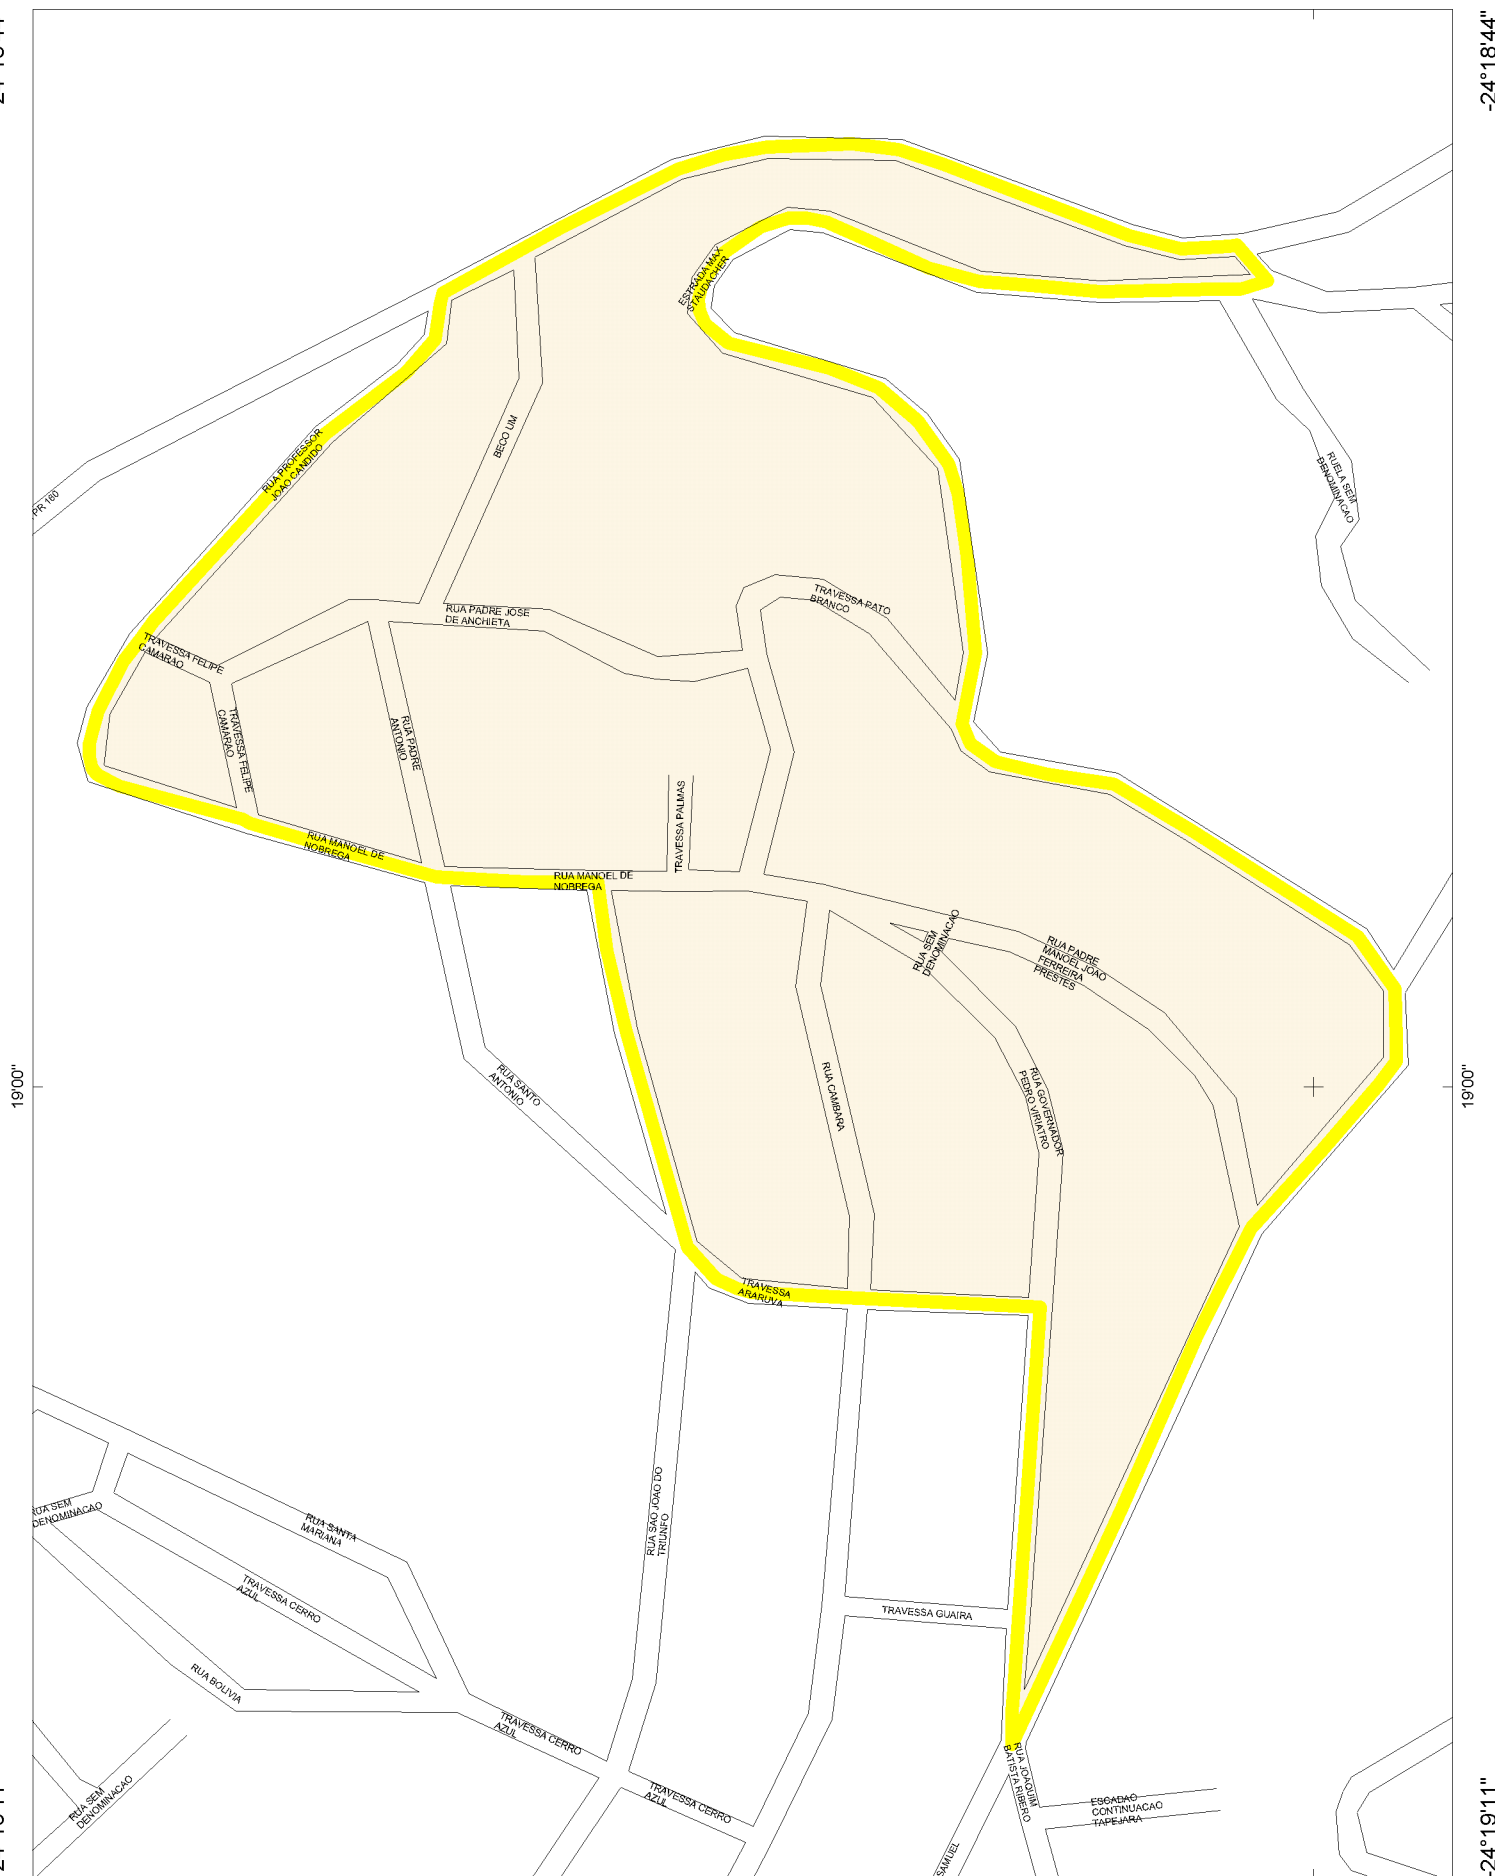 -24°18'44"
ESTRADA MAX
STAUDACHER
RUA PROFESSOR
JOAO CANDIDO
BECO UM
RUELA SEM
DENOMINACAO
PR 160
TRAVESSA PATO
BRANCO
RUA PADRE JOSE
DE ANCHIETA
TRAVESSA FELIPE
CAMARAO
TRAVESSA FELIPE
CAMARAO
RUA PADRE
ANTONIO
TRAVESSA PALMAS
RUA MANOEL DE
NOBREGA
RUA MANOEL DE
NOBREGA
RUA SEM
DENOMINACAO
RUA PADRE
MANOEL JOAO
FERREIRA
PRESTES
19'00"
19'00"
RUA SANTO
ANTONIO
RUA CAMBARA
RUA GOVERNADOR
PEDRO VIRIATRO
TRAVESSA
ARARUVA
RUA SEM
DENOMINACAO
RUA SANTA
MARIANA
RUA SAO JOAO DO
TRIUNFO
TRAVESSA CERRO
AZUL
TRAVESSA GUAIRA
RUA BOLIVIA
TRAVESSA CERRO
AZUL
RUA JOAQUIM
BATISTA RIBERO
RUA SEM
DENOMINACAO
TRAVESSA CERRO
AZUL
ESCADAO
CONTINUACAO
TAPEJARA
SAMUEL
-24°19'11"